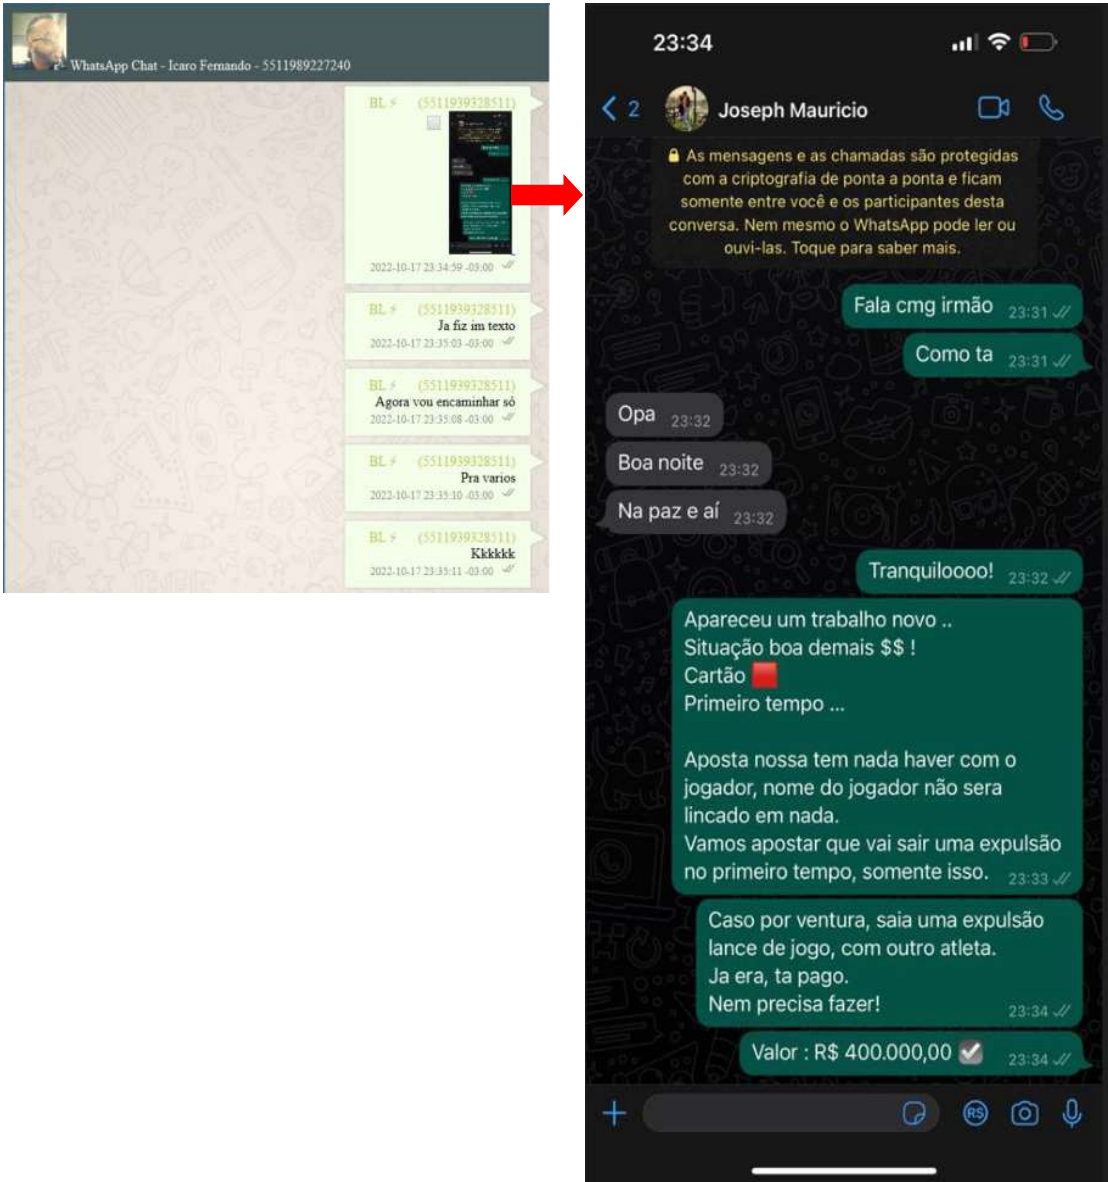 WhatsApp Chat - Icaro Fernando - 5511989227240
BL ⚡ (5511939328511)
2022-10-17 23:34:59 -03:00
BL ⚡ (5511939328511)
Ja fiz im texto
2022-10-17 23:35:03 -03:00
BL ⚡ (5511939328511)
Agora vou encaminhar só
2022-10-17 23:35:08 -03:00
BL ⚡ (5511939328511)
Pra varios
2022-10-17 23:35:10 -03:00
BL ⚡ (5511939328511)
Kkkkkk
2022-10-17 23:35:11 -03:00
23:34
2 Joseph Mauricio
As mensagens e as chamadas são protegidas
com a criptografia de ponta a ponta e ficam
somente entre você e os participantes desta
conversa. Nem mesmo o WhatsApp pode ler ou
ouvi-las. Toque para saber mais.
Fala cmg irmão 23:31
Como ta 23:31
Opa 23:32
Boa noite 23:32
Na paz e aí 23:32
Tranquiloooo! 23:32
Apareceu um trabalho novo ..
Situação boa demais $$ !
Cartão 🟥
Primeiro tempo ...
Aposta nossa tem nada haver com o
jogador, nome do jogador não sera
lincado em nada.
Vamos apostar que vai sair uma expulsão
no primeiro tempo, somente isso. 23:33
Caso por ventura, saia uma expulsão
lance de jogo, com outro atleta.
Ja era, ta pago.
Nem precisa fazer! 23:34
Valor : R$ 400.000,00 ☑️ 23:34
R$